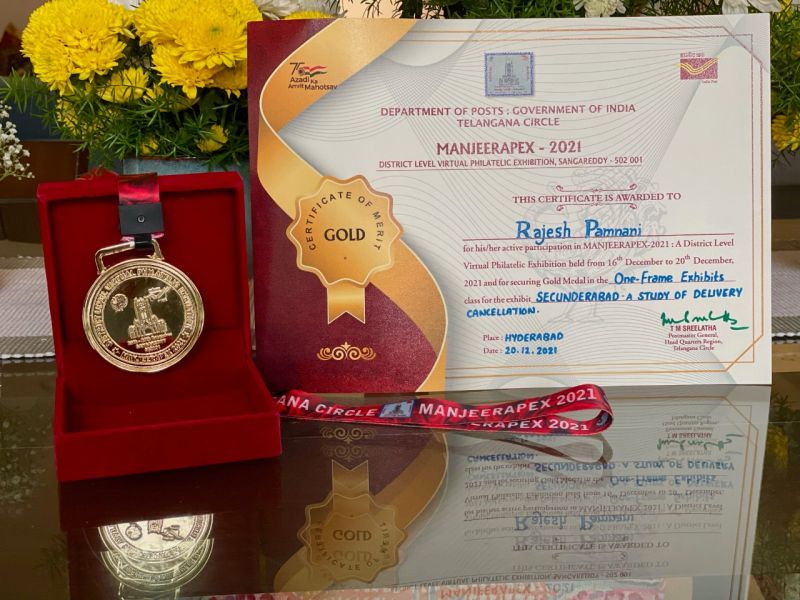 75
Azadi Ka
Amrit Mahotsav
DEPARTMENT OF POSTS : GOVERNMENT OF INDIA
TELANGANA CIRCLE
MANJEERAPEX - 2021
DISTRICT LEVEL VIRTUAL PHILATELIC EXHIBITION, SANGAREDDY - 502 001
CERTIFICATE OF MERIT
GOLD
THIS CERTIFICATE IS AWARDED TO
Rajesh Pamnani
for his/her active participation in MANJEERAPEX-2021 : A District Level
Virtual Philatelic Exhibition held from 16th December to 20th December,
2021 and for securing Gold Medal in the One-Frame Exhibits
class for the exhibit SECUNDERABAD - A STUDY OF DELIVERY
CANCELLATION.
Place : HYDERABAD
Date : 20.12.2021
T M SREELATHA
Postmaster General,
Head Quarters Region,
Telangana Circle
ANA CIRCLE MANJEERAPEX 2021
RAPEX 2021